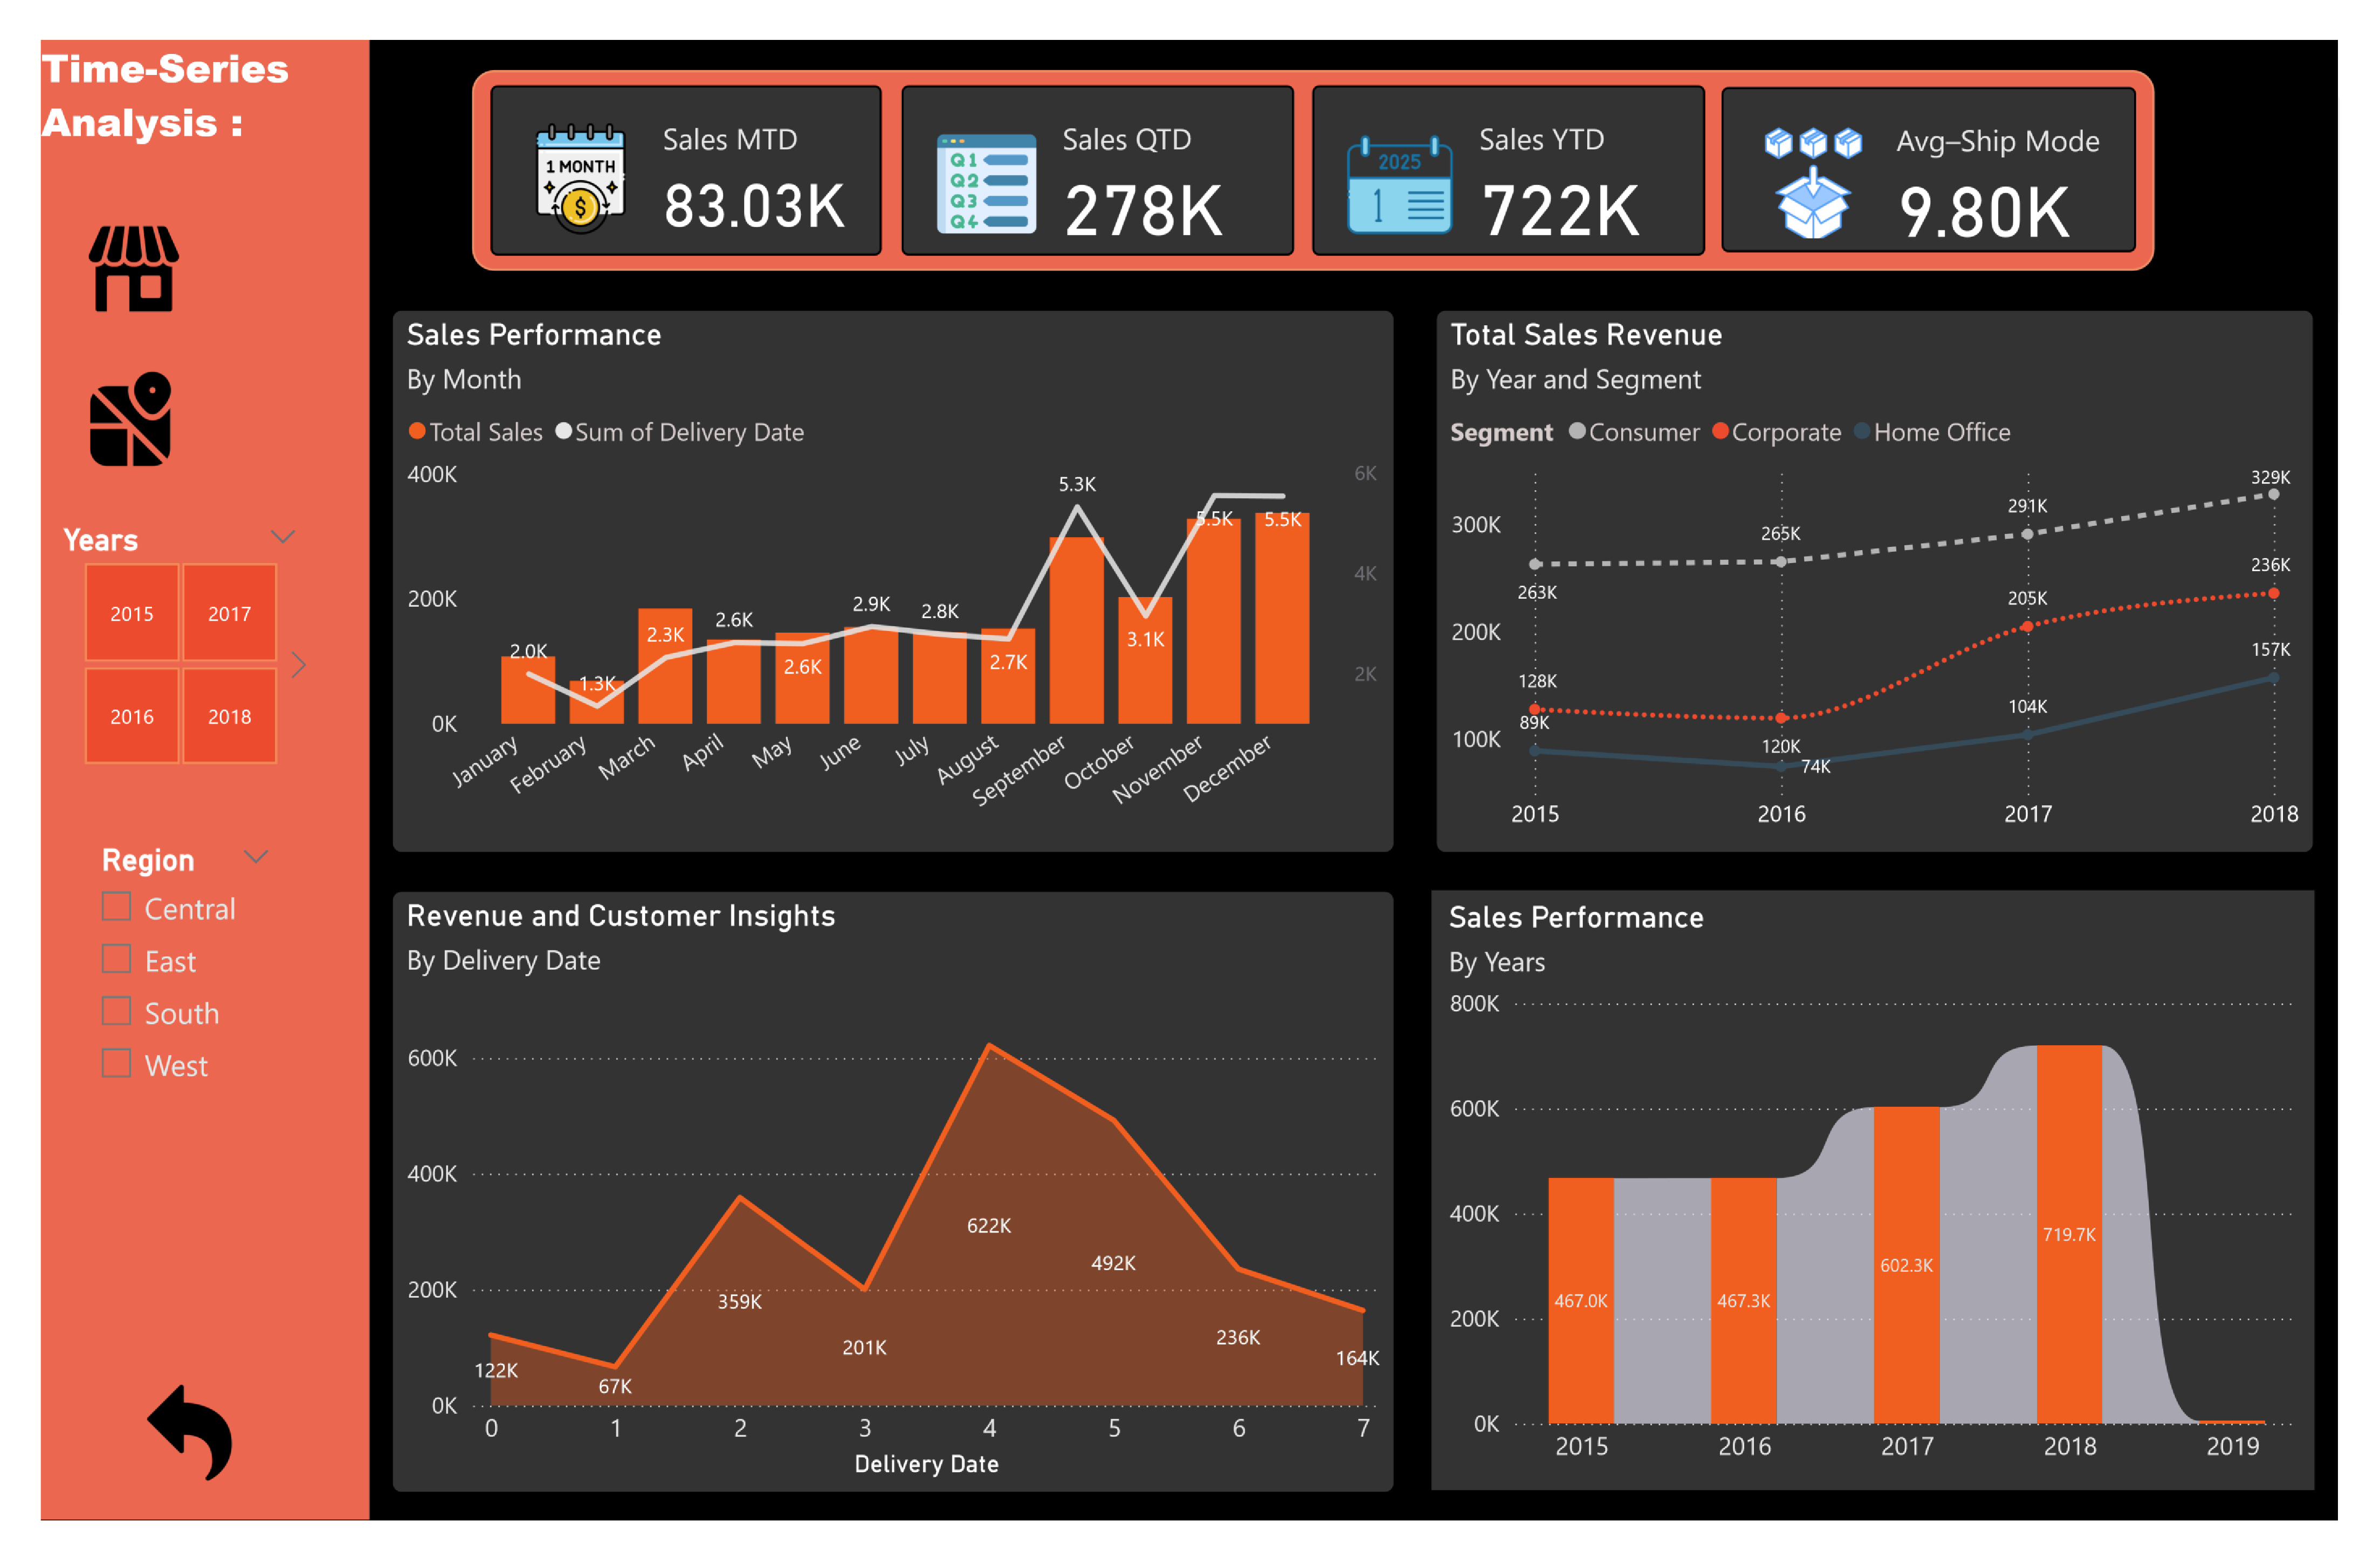 Time-Series
Analysis :
Years
2015
2017
2016
2018
Region
Central
East
South
West
1 MONTH
$
Sales MTD
83.03K
Q1
Q2
Q3
Q4
Sales QTD
278K
2025
1
Sales YTD
722K
Avg–Ship Mode
9.80K
Sales Performance
By Month
Total Sales
Sum of Delivery Date
400K
200K
0K
6K
4K
2K
2.0K
1.3K
2.3K
2.6K
2.6K
2.9K
2.8K
2.7K
5.3K
3.1K
5.5K
5.5K
January
February
March
April
May
June
July
August
September
October
November
December
Total Sales Revenue
By Year and Segment
Segment
Consumer
Corporate
Home Office
300K
200K
100K
263K
265K
291K
329K
128K
120K
205K
236K
89K
74K
104K
157K
2015
2016
2017
2018
Revenue and Customer Insights
By Delivery Date
600K
400K
200K
0K
122K
67K
359K
201K
622K
492K
236K
164K
0
1
2
3
4
5
6
7
Delivery Date
Sales Performance
By Years
800K
600K
400K
200K
0K
467.0K
467.3K
602.3K
719.7K
2015
2016
2017
2018
2019